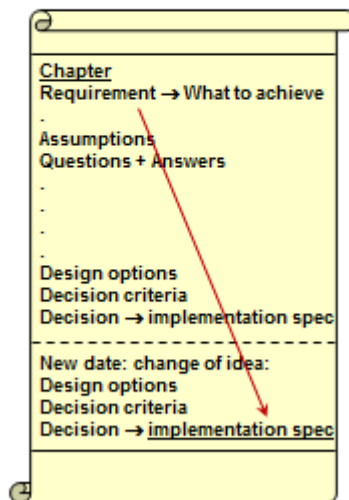 Chapter
Requirement → What to achieve
.
Assumptions
Questions + Answers
.
.
.
.
Design options
Decision criteria
Decision → implementation spec
New date: change of idea:
Design options
Decision criteria
Decision → implementation spec